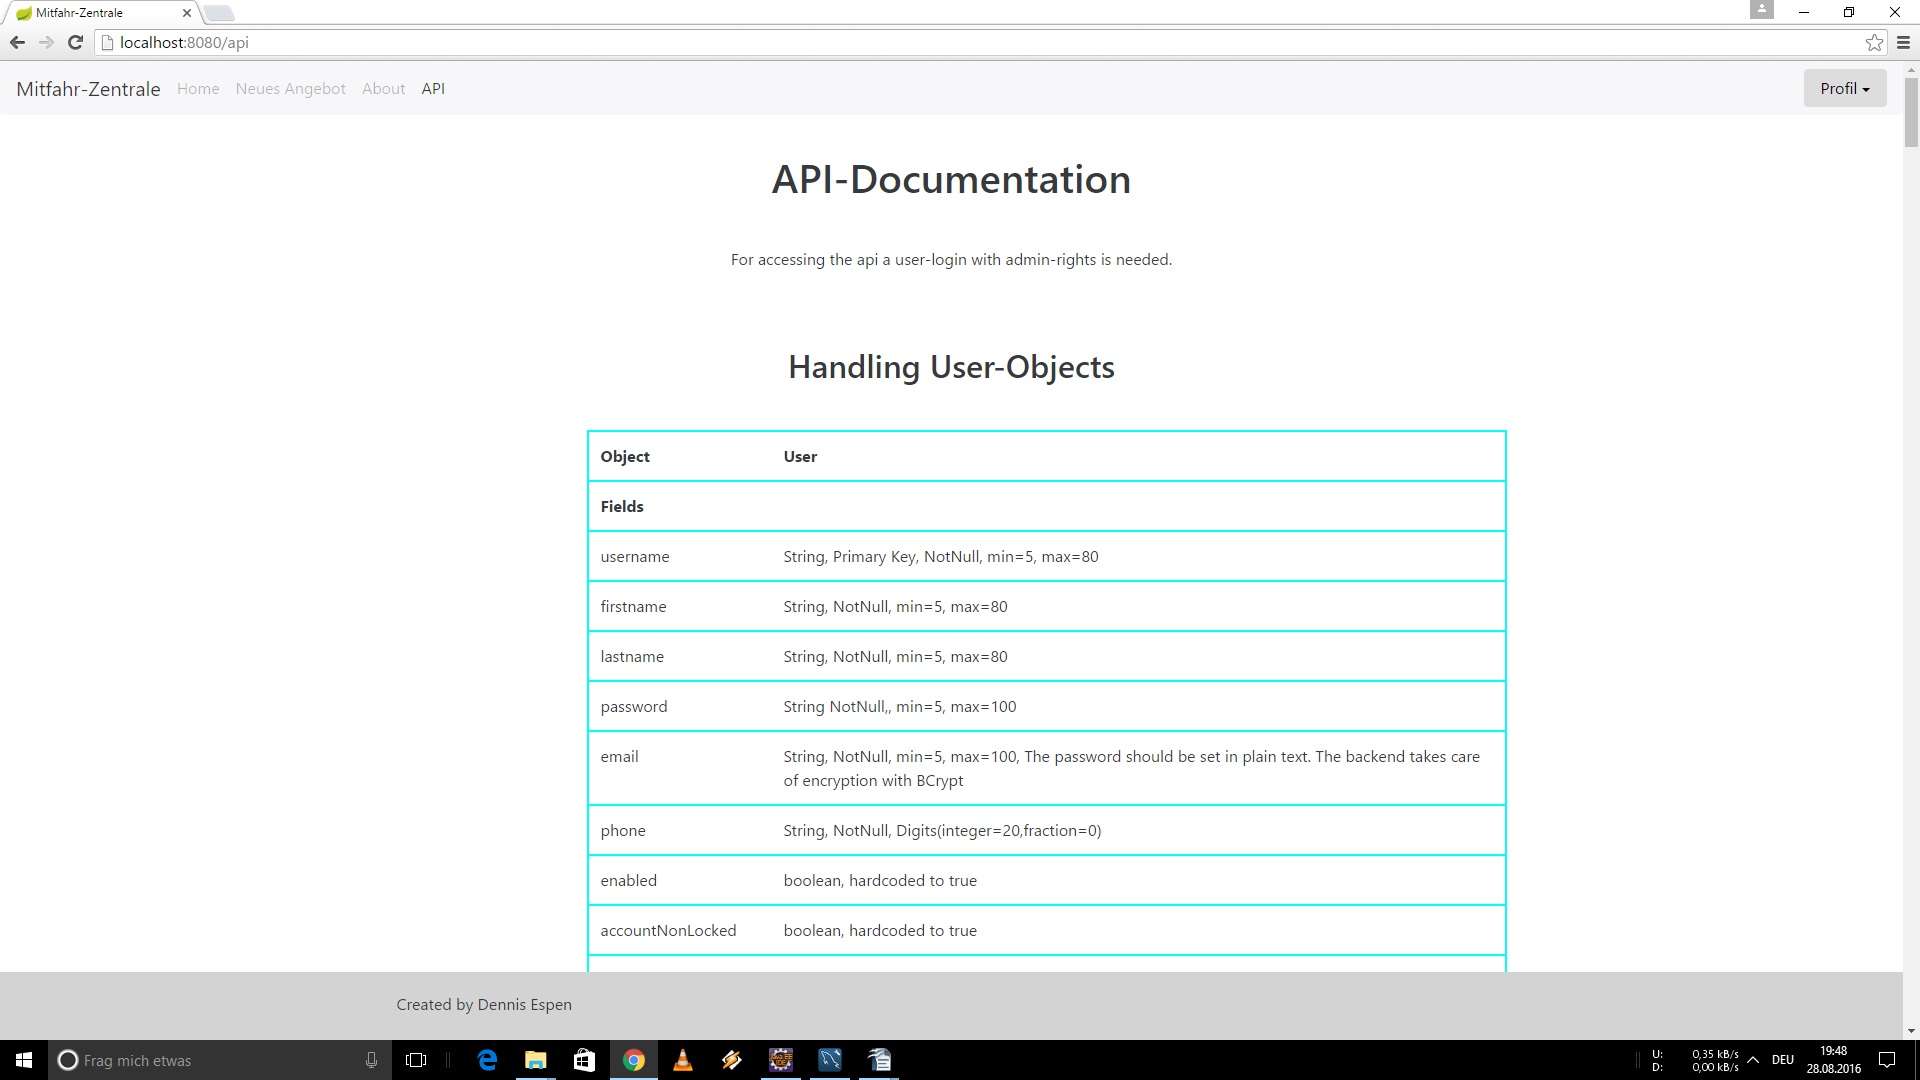 Mitfahr-Zentrale
localhost:8080/api
Mitfahr-Zentrale Home Neues Angebot About API Profil
API-Documentation
For accessing the api a user-login with admin-rights is needed.
Handling User-Objects
Object User
Fields
username String, Primary Key, NotNull, min=5, max=80
firstname String, NotNull, min=5, max=80
lastname String, NotNull, min=5, max=80
password String NotNull,, min=5, max=100
email String, NotNull, min=5, max=100, The password should be set in plain text. The backend takes care
of encryption with BCrypt
phone String, NotNull, Digits(integer=20,fraction=0)
enabled boolean, hardcoded to true
accountNonLocked boolean, hardcoded to true
Created by Dennis Espen
Frag mich etwas
U: 0,35 kB/s
D: 0,00 kB/s
DEU
19:48
28.08.2016